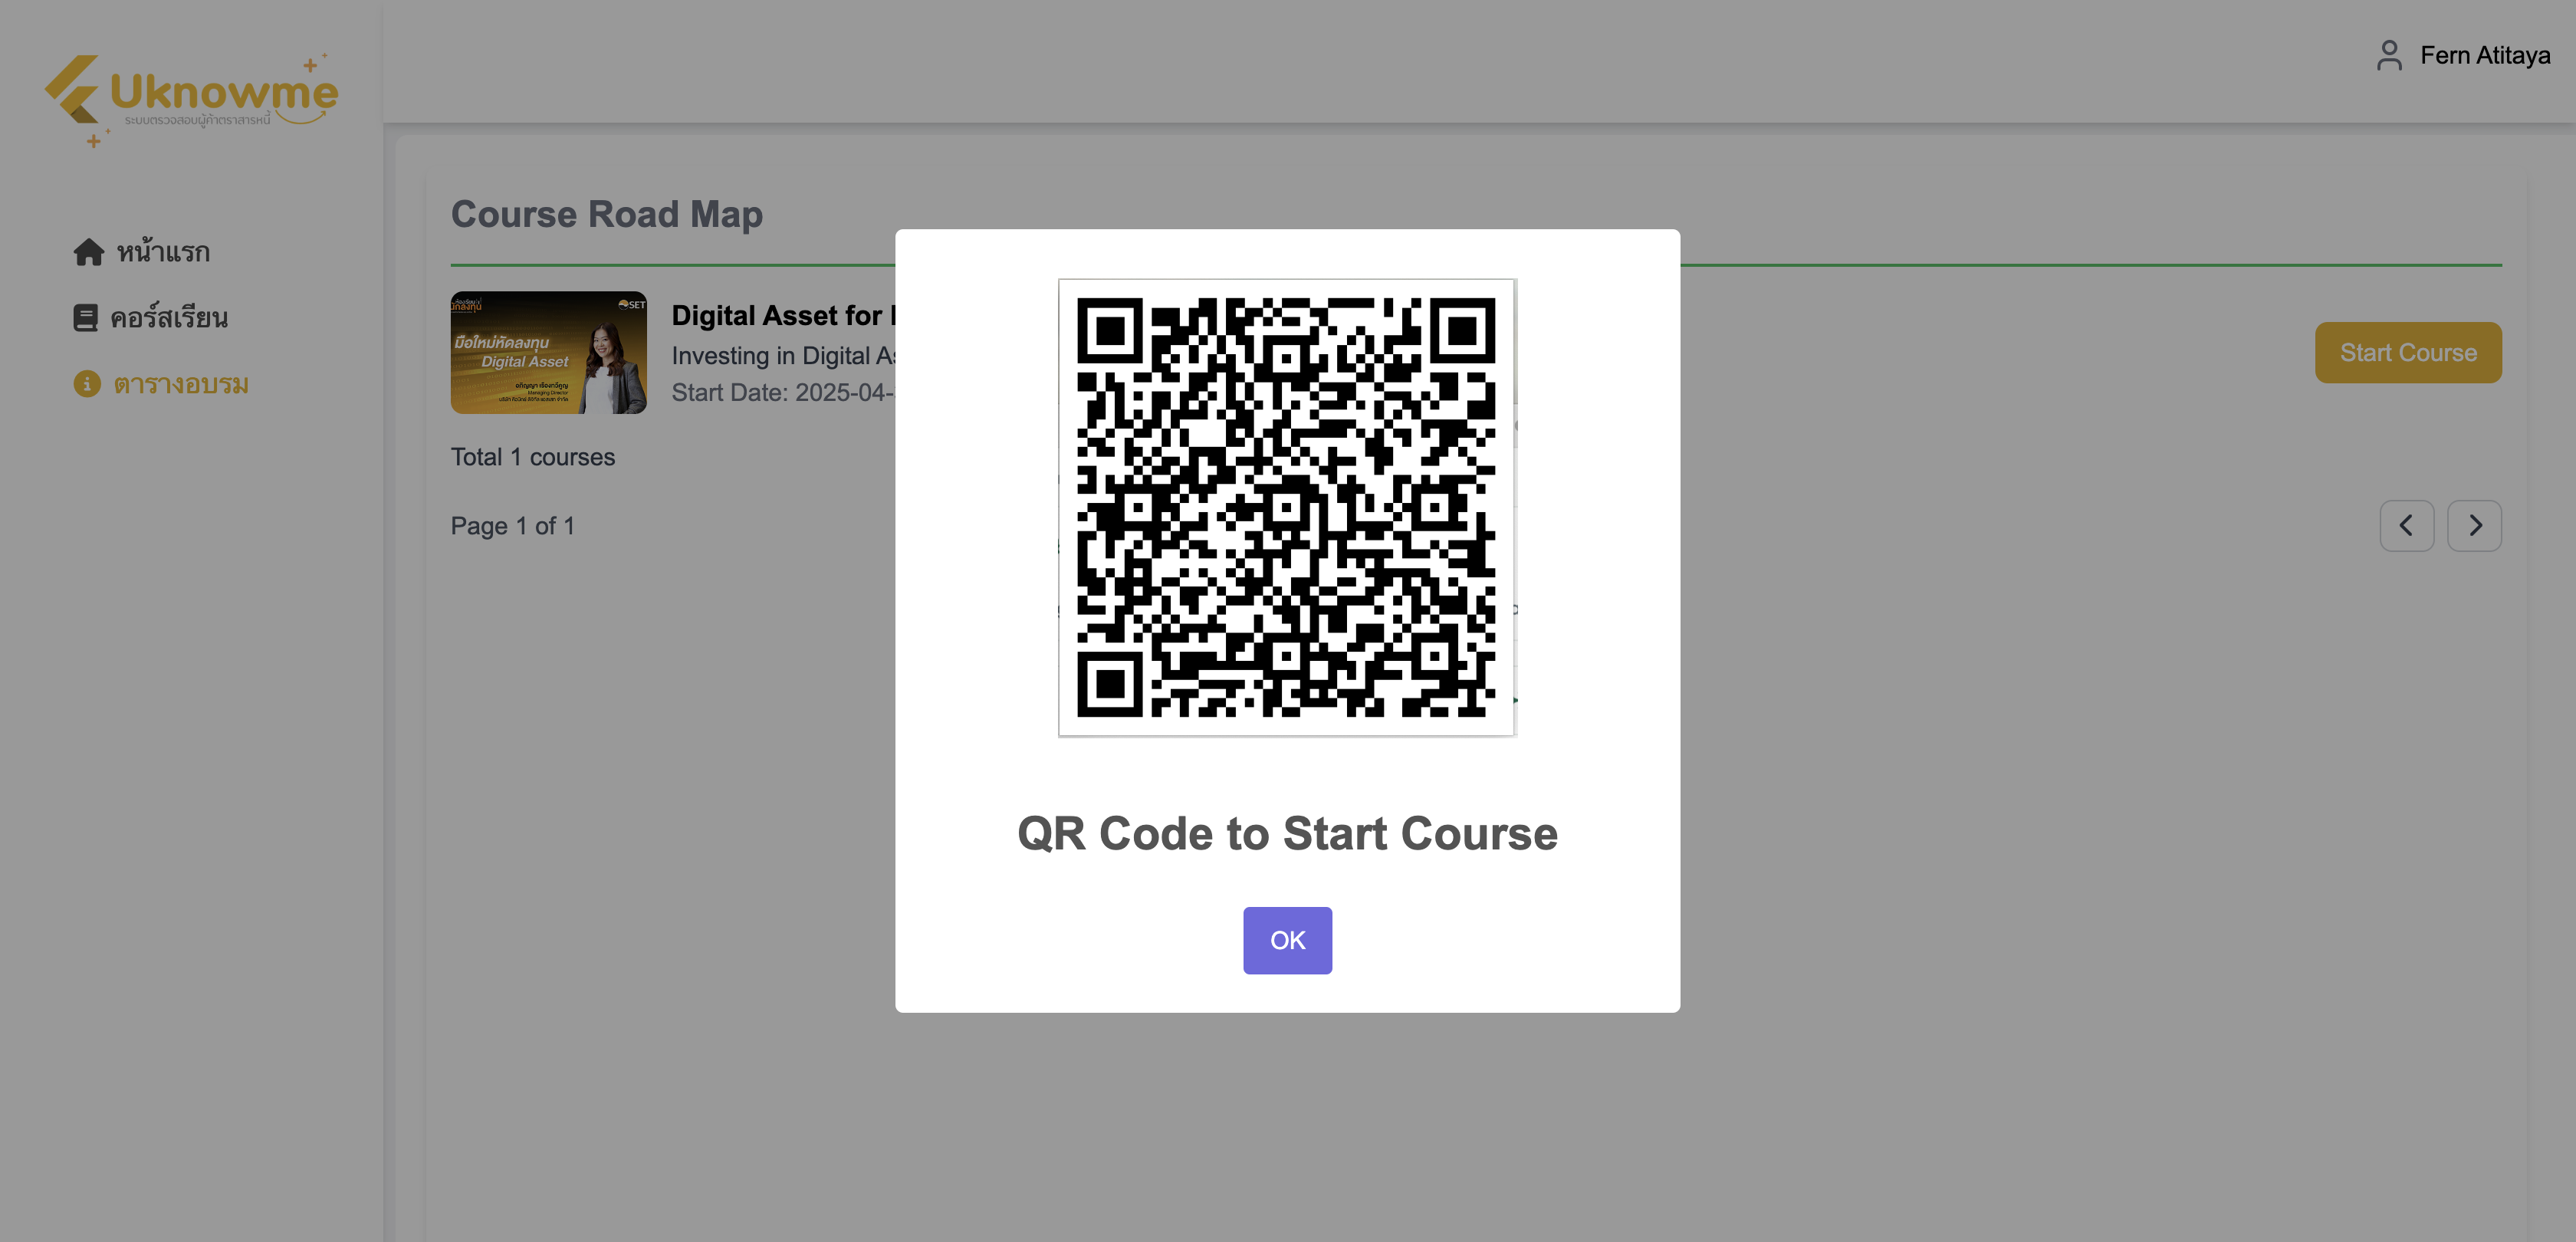 Uknowme
ระบบตรวจสอบผู้ค้าตราสารหนี้
Fern Atitaya
หน้าแรก
คอร์สเรียน
ตารางอบรม
Course Road Map
SET
มือใหม่หัดลงทุน
Digital Asset
Managing Director
Digital Asset for
Investing in Digital As
Start Date: 2025-04-
Start Course
Total 1 courses
Page 1 of 1
QR Code to Start Course
OK